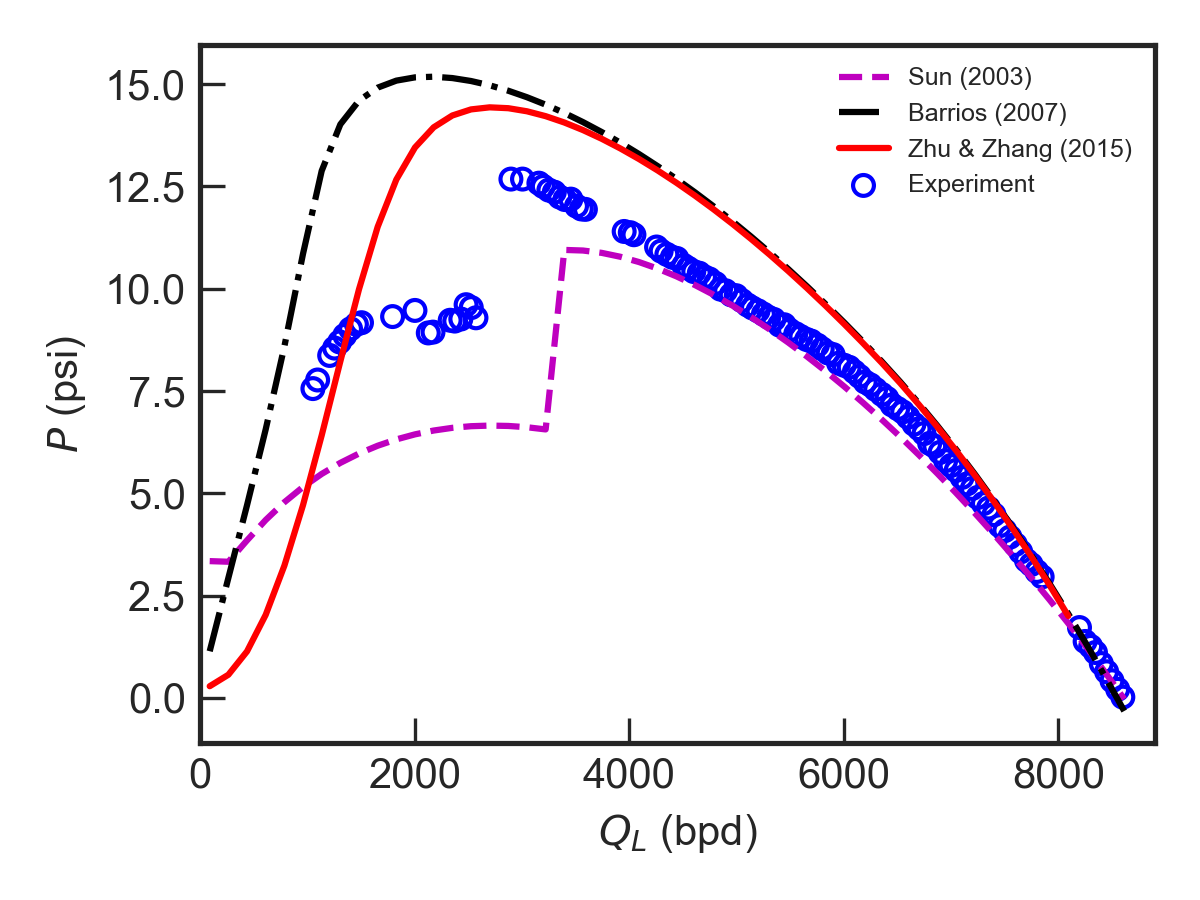 15.0
12.5
10.0
7.5
5.0
2.5
0.0
P (psi)
0
2000
4000
6000
8000
Q_L (bpd)
Sun (2003)
Barrios (2007)
Zhu & Zhang (2015)
Experiment